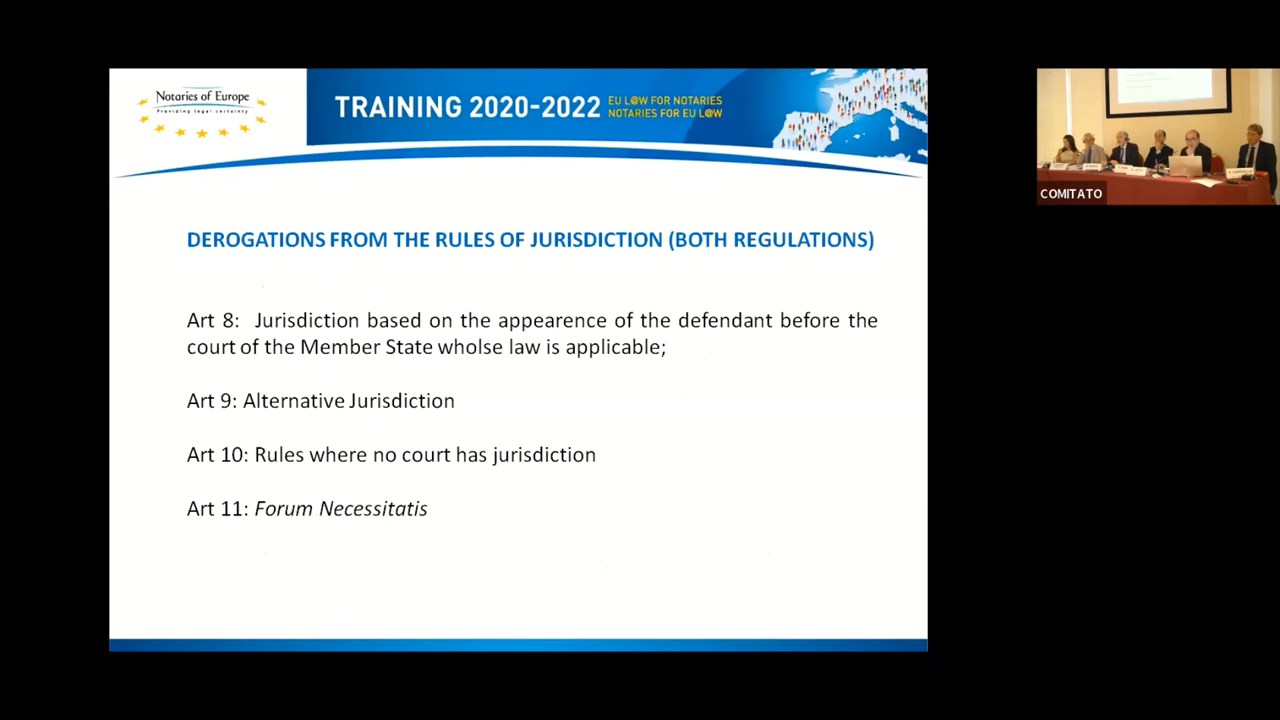 Notaries of Europe
Providing legal certainty
TRAINING 2020-2022
EU L@W FOR NOTARIES
NOTARIES FOR EU L@W
COMITATO
DEROGATIONS FROM THE RULES OF JURISDICTION (BOTH REGULATIONS)
Art 8: Jurisdiction based on the appearence of the defendant before the
court of the Member State wholse law is applicable;
Art 9: Alternative Jurisdiction
Art 10: Rules where no court has jurisdiction
Art 11: Forum Necessitatis